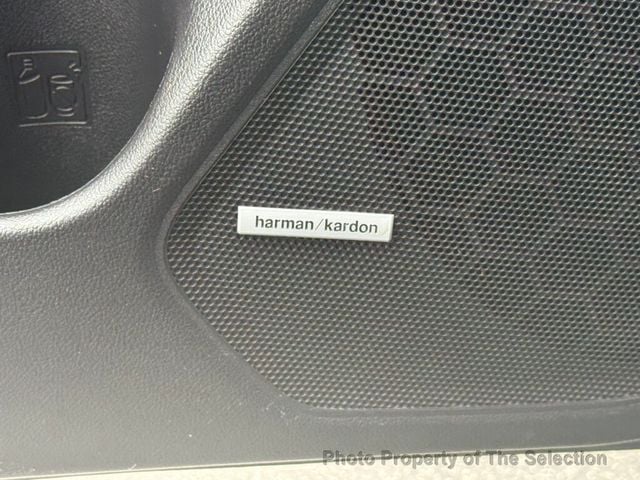 harman/kardon
Photo Property of The Selection